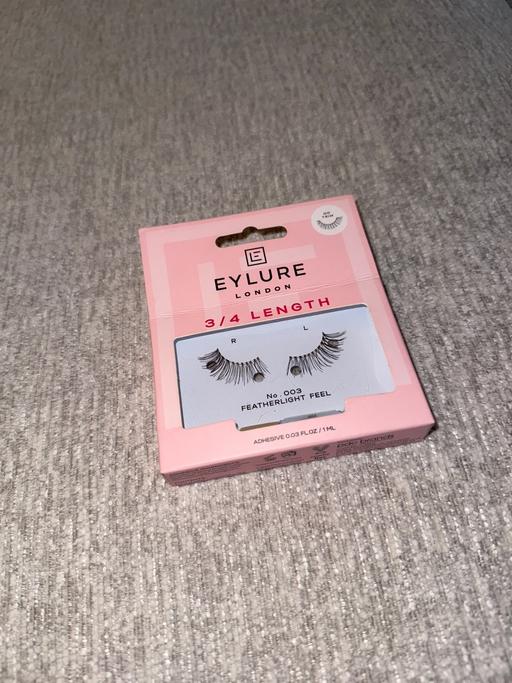 EYLURE
LONDON
3/4 LENGTH
R L
No. 003
FEATHERLIGHT FEEL
ADHESIVE 0.03 FL.OZ / 1 ML